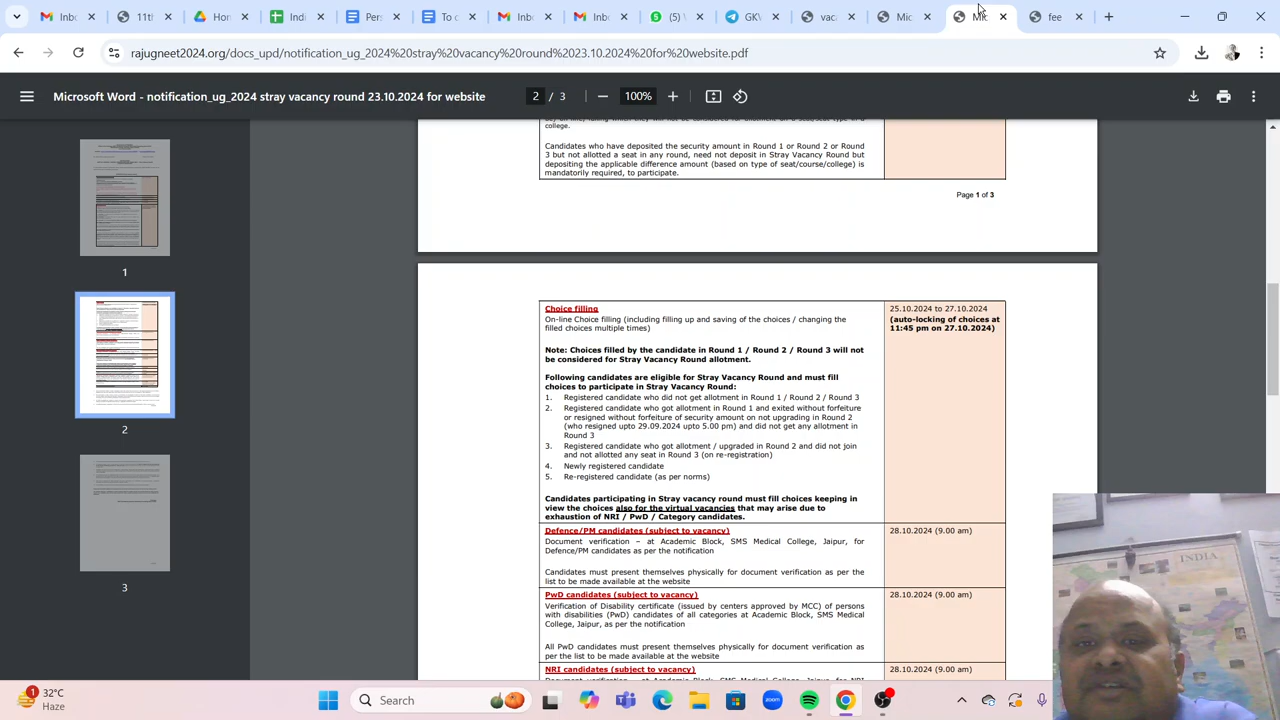 Inb
Inb
Hon
Ind
Per
To c
Inb
Inb
5
(5) \
GK\
vac
Mic
Mic
fee
rajugneet2024.org/docs_upd/notification_ug_2024%20stray%20vacancy%20round%2023.10.2024%20for%20website.pdf
Microsoft Word - notification_ug_2024 stray vacancy round 23.10.2024 for website
2 / 3
100%
1
2
3
college.
Candidates who have deposited the security amount in Round 1 or Round 2 or Round
3 but not allotted a seat in any round, need not deposit in Stray Vacancy Round but
depositing the applicable difference amount (based on type of seat/course/college) is
mandatorily required, to participate.
Page 1 of 3
Choice filling
On-line Choice filling (including filling up and saving of the choices / changing the
filled choices multiple times)
Note: Choices filled by the candidate in Round 1 / Round 2 / Round 3 will not
be considered for Stray Vacancy Round allotment.
Following candidates are eligible for Stray Vacancy Round and must fill
choices to participate in Stray Vacancy Round:
1. Registered candidate who did not get allotment in Round 1 / Round 2 / Round 3
2. Registered candidate who got allotment in Round 1 and exited without forfeiture
or resigned without forfeiture of security amount on not upgrading in Round 2
(who resigned upto 29.09.2024 upto 5.00 pm) and did not get any allotment in
Round 3
3. Registered candidate who got allotment / upgraded in Round 2 and did not join
and not allotted any seat in Round 3 (on re-registration)
4. Newly registered candidate
5. Re-registered candidate (as per norms)
Candidates participating in Stray vacancy round must fill choices keeping in
view the choices also for the virtual vacancies that may arise due to
exhaustion of NRI / PwD / Category candidates.
25.10.2024 to 27.10.2024
(auto-locking of choices at
11:45 pm on 27.10.2024)
Defence/PM candidates (subject to vacancy)
Document verification – at Academic Block, SMS Medical College, Jaipur, for
Defence/PM candidates as per the notification
Candidates must present themselves physically for document verification as per the
list to be made available at the website
28.10.2024 (9.00 am)
PwD candidates (subject to vacancy)
Verification of Disability certificate (issued by centers approved by MCC) of persons
with disabilities (PwD) candidates of all categories at Academic Block, SMS Medical
College, Jaipur, as per the notification
All PwD candidates must present themselves physically for document verification as
per the list to be made available at the website
28.10.2024 (9.00 am)
NRI candidates (subject to vacancy)
28.10.2024 (9.00 am)
INDIA
1
32°C
Haze
Search
zoom